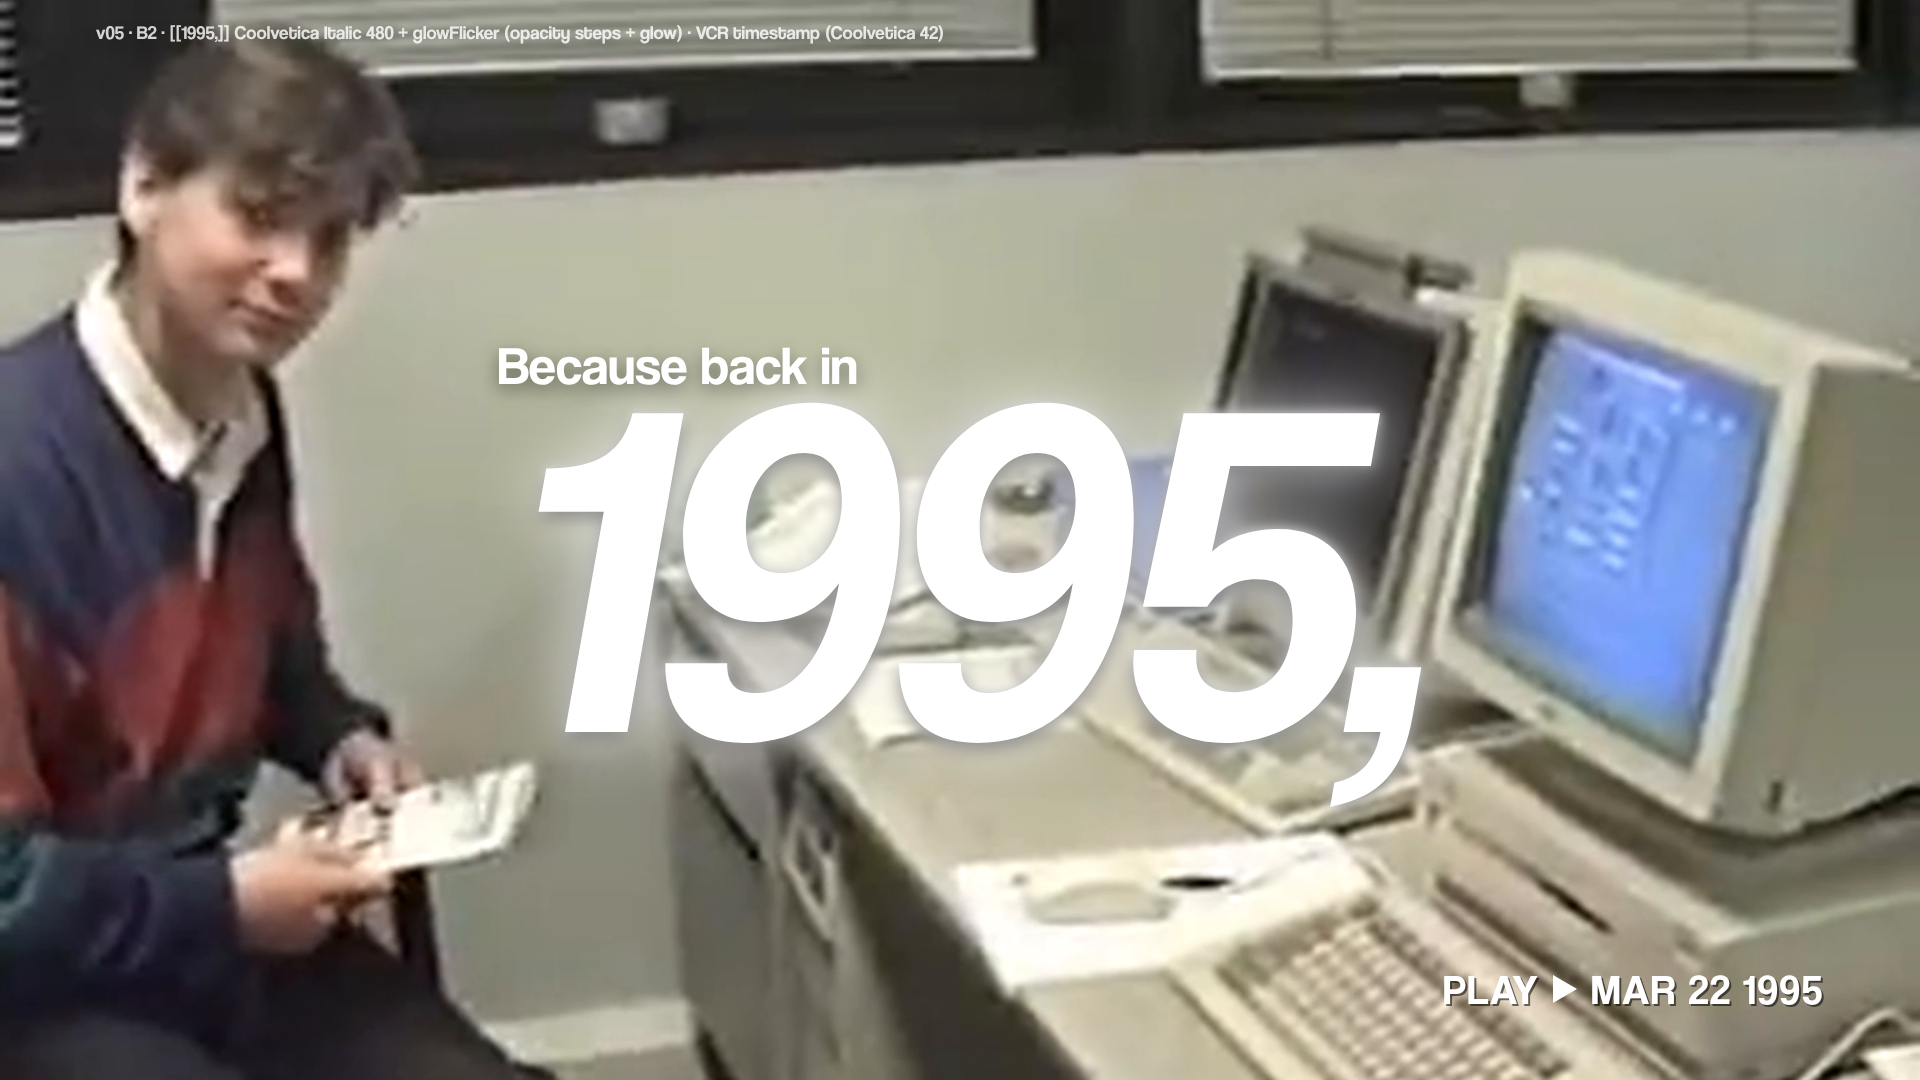 v05 · B2 · [[1995,]] Coolvetica Italic 480 + glowFlicker (opacity steps + glow) · VCR timestamp (Coolvetica 42)
Because back in
1995,
PLAY ▶ MAR 22 1995